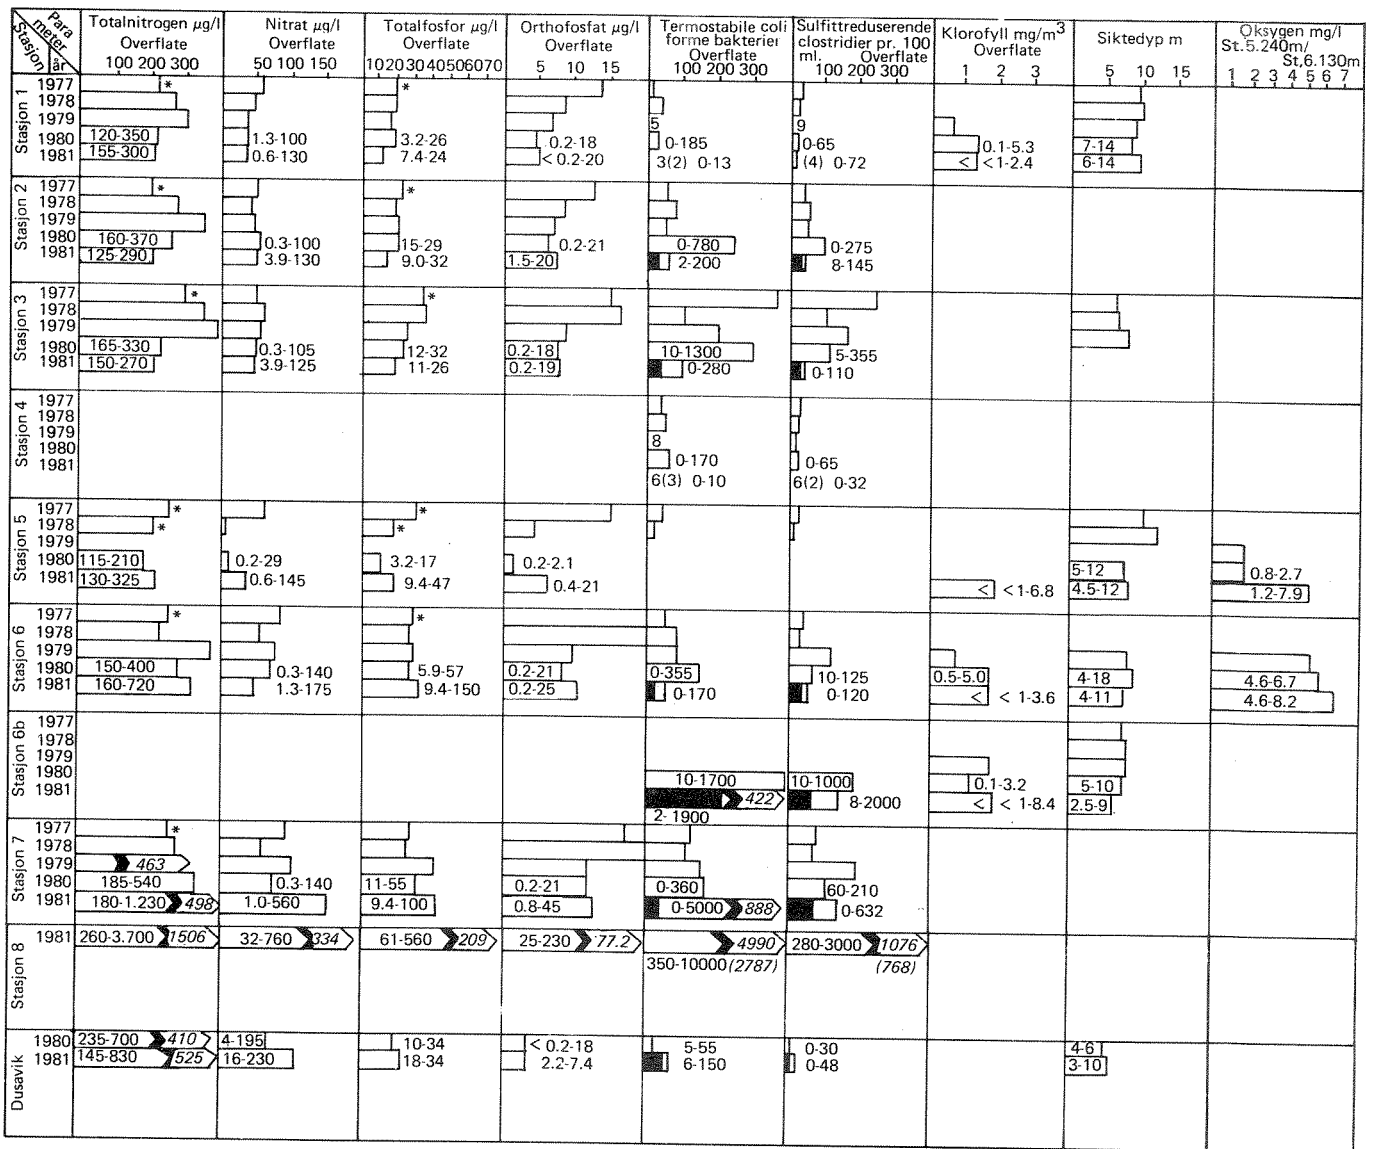 Para
meter
år
Stasjon
Totalnitrogen µg/l
Overflate
100 200 300
Nitrat µg/l
Overflate
50 100 150
Totalfosfor µg/l
Overflate
10 20 30 40 50 60 70
Orthofosfat µg/l
Overflate
5 10 15
Termostabile coli
forme bakterier
Overflate
100 200 300
Sulfittreduserende
clostridier pr. 100
ml. Overflate
100 200 300
Klorofyll mg/m³
Overflate
1 2 3
Siktedyp m
5 10 15
Oksygen mg/l
St.5.240m/
St,6.130m
1 2 3 4 5 6 7
Stasjon 1
1977 * *
1978
1979 5 9
1980 120-350 1.3-100 3.2-26 0.2-18 0-185 0-65 0.1-5.3 7-14
1981 155-300 0.6-130 7.4-24 < 0.2-20 3(2) 0-13 (4) 0-72 < < 1-2.4 6-14
Stasjon 2
1977 * *
1978
1979
1980 160-370 0.3-100 15-29 0.2-21 0-780 0-275
1981 125-290 3.9-130 9.0-32 1.5-20 2-200 8-145
Stasjon 3
1977 * *
1978
1979
1980 165-330 0.3-105 12-32 0.2-18 10-1300 5-355
1981 150-270 3.9-125 11-26 0.2-19 0-280 0-110
Stasjon 4
1977
1978
1979 8
1980 0-170 0-65
1981 6(3) 0-10 6(2) 0-32
Stasjon 5
1977 * *
1978 * *
1979
1980 115-210 0.2-29 3.2-17 0.2-2.1 5-12 0.8-2.7
1981 130-325 0.6-145 9.4-47 0.4-21 < < 1-6.8 4.5-12 1.2-7.9
Stasjon 6
1977 * *
1978
1979
1980 150-400 0.3-140 5.9-57 0.2-21 0-355 10-125 0.5-5.0 4-18 4.6-6.7
1981 160-720 1.3-175 9.4-150 0.2-25 0-170 0-120 < < 1-3.6 4-11 4.6-8.2
Stasjon 6b
1977
1978
1979
1980 10-1700 10-1000 0.1-3.2 5-10
1981 422 8-2000 < < 1-8.4 2.5-9
2-1900
Stasjon 7
1977 *
1978
1979 463
1980 185-540 0.3-140 11-55 0.2-21 0-360 60-210
1981 180-1.230 498 1.0-560 9.4-100 0.8-45 0-5000 888 0-632
Stasjon 8
1981 260-3.700 1506 32-760 334 61-560 209 25-230 77.2 4990 280-3000 1076
350-10000 (2787) (768)
Dusavik
1980 235-700 410 4-195 10-34 < 0.2-18 5-55 0-30 4-6
1981 145-830 525 16-230 18-34 2.2-7.4 6-150 0-48 3-10